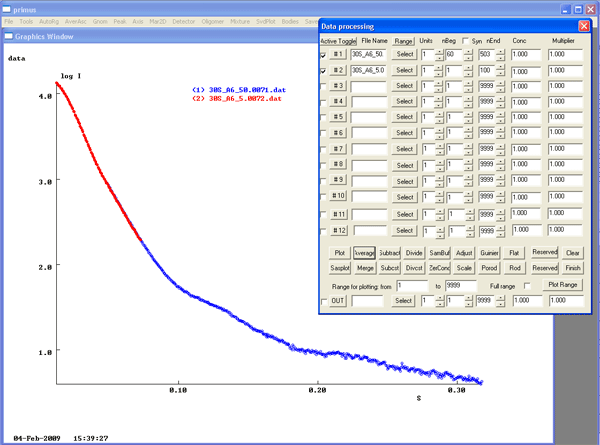 primus
File Tools AutoRg AutoGnom Gnom Peak Axis Mar2D Detector Oligomer Mixture SvdPlot Bodies
Graphics Window
data
log I
(1) 30S_A6_50.0071.dat
(2) 30S_A6_5.0072.dat
4.0
3.0
2.0
1.0
0.10
0.20
0.30
S
04-Feb-2009 15:39:27
Data processing
Active Toggle File Name Range Units nBeg Syn nEnd Conc Multiplier
#1 30S_A6_50. Select 1 60 503 1.000 1.000
#2 30S_A6_5.0 Select 1 1 100 1.000 1.000
#3 Select 1 1 9999 1.000 1.000
#4 Select 1 1 9999 1.000 1.000
#5 Select 1 1 9999 1.000 1.000
#6 Select 1 1 9999 1.000 1.000
#7 Select 1 1 9999 1.000 1.000
#8 Select 1 1 9999 1.000 1.000
#9 Select 1 1 9999 1.000 1.000
#10 Select 1 1 9999 1.000 1.000
#11 Select 1 1 9999 1.000 1.000
#12 Select 1 1 9999 1.000 1.000
Plot Average Subtract Divide SamBuf Adjust Guinier Flat Reserved Clear
Sasplot Merge Subcst Divcst ZerConc Scale Porod Rod Reserved Finish
Range for plotting: from 1 to 9999 Full range Plot Range
OUT Select 1 1 9999 1.000 1.000